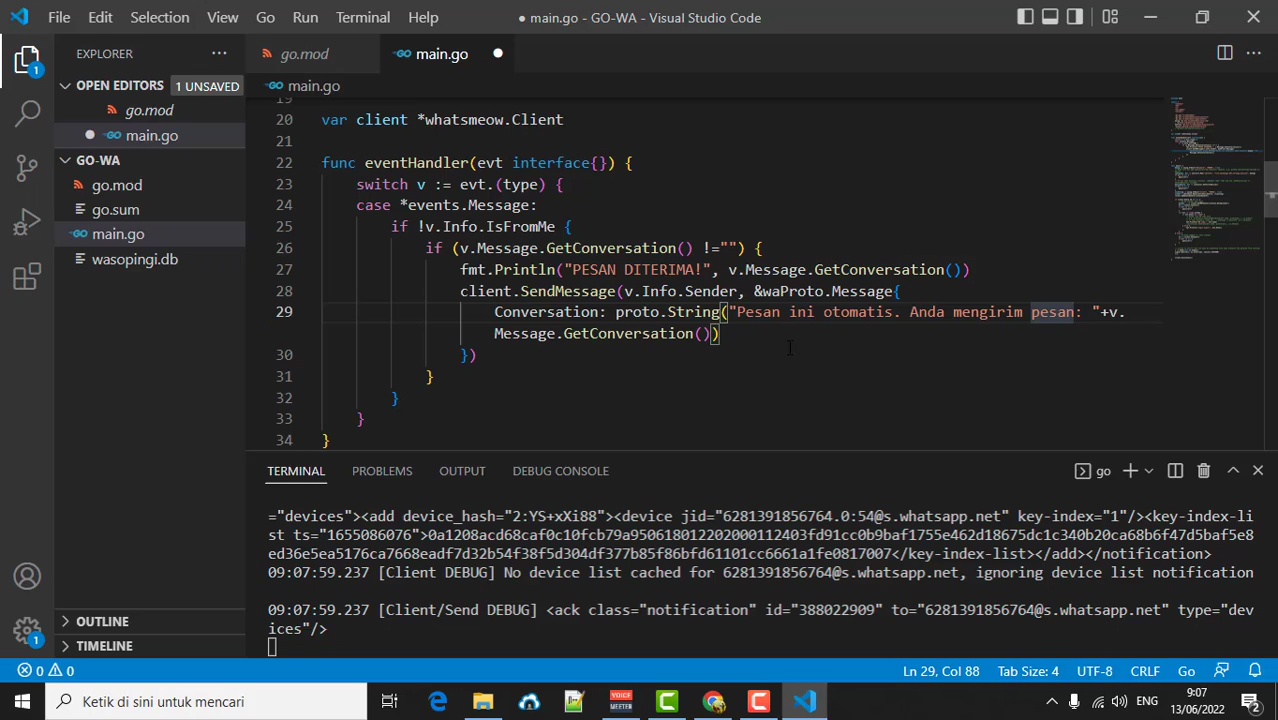 File Edit Selection View Go Run Terminal Help
● main.go - GO-WA - Visual Studio Code
EXPLORER ···
go.mod
main.go
OPEN EDITORS 1 UNSAVED
go.mod
main.go
GO-WA
go.mod
go.sum
main.go
wasopingi.db
OUTLINE
TIMELINE
1
1
main.go
19
20 var client *whatsmeow.Client
21
22 func eventHandler(evt interface{}) {
23 switch v := evt.(type) {
24 case *events.Message:
25 if !v.Info.IsFromMe {
26 if (v.Message.GetConversation() !="") {
27 fmt.Println("PESAN DITERIMA!", v.Message.GetConversation())
28 client.SendMessage(v.Info.Sender, &waProto.Message{
29 Conversation: proto.String("Pesan ini otomatis. Anda mengirim pesan: "+v.
Message.GetConversation())
30 })
31 }
32 }
33 }
34 }
TERMINAL PROBLEMS OUTPUT DEBUG CONSOLE
go
="devices"><add device_hash="2:YS+xXi88"><device jid="6281391856764.0:54@s.whatsapp.net" key-index="1"/><key-index-li
st ts="1655086076">0a1208acd68caf0c10fcfb79a950618012202000112403fd91cc0b9baf1755e462d18675dc1c340b20ca68b6f47d5baf5e8
ed36e5ea5176ca7668eadf7d32b54f38f5d304df377b85f86bfd61101cc6661a1fe0817007</key-index-list></add></notification>
09:07:59.237 [Client DEBUG] No device list cached for 6281391856764@s.whatsapp.net, ignoring device list notification
09:07:59.237 [Client/Send DEBUG] <ack class="notification" id="388022909" to="6281391856764@s.whatsapp.net" type="dev
ices"/>
0 0
Ln 29, Col 88 Tab Size: 4 UTF-8 CRLF Go
Ketik di sini untuk mencari
VOICE
MEETER
ENG
9:07
13/06/2022
2